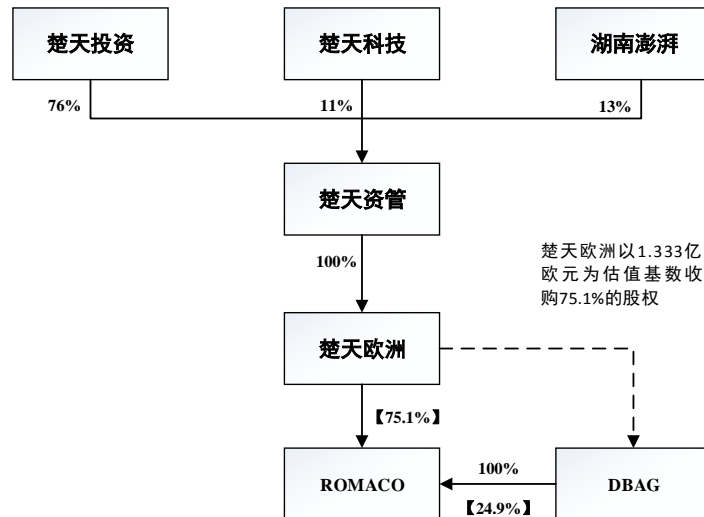 楚天投资
楚天科技
湖南澎湃
76%
11%
13%
楚天资管
100%
楚天欧洲以1.333亿
欧元为估值基数收
购75.1%的股权
楚天欧洲
【75.1%】
100%
ROMACO
DBAG
【24.9%】